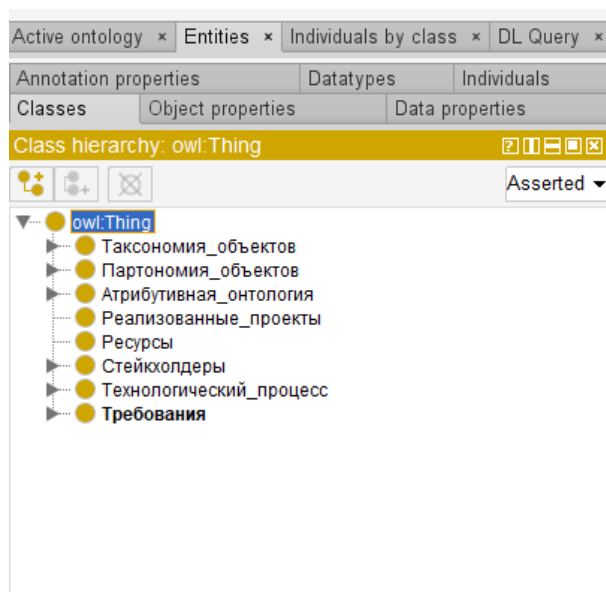 Active ontology × Entities × Individuals by class × DL Query ×
Annotation properties Datatypes Individuals
Classes Object properties Data properties
Class hierarchy: owl:Thing
Asserted
owl:Thing
Таксономия_объектов
Партономия_объектов
Атрибутивная_онтология
Реализованные_проекты
Ресурсы
Стейкхолдеры
Технологический_процесс
Требования